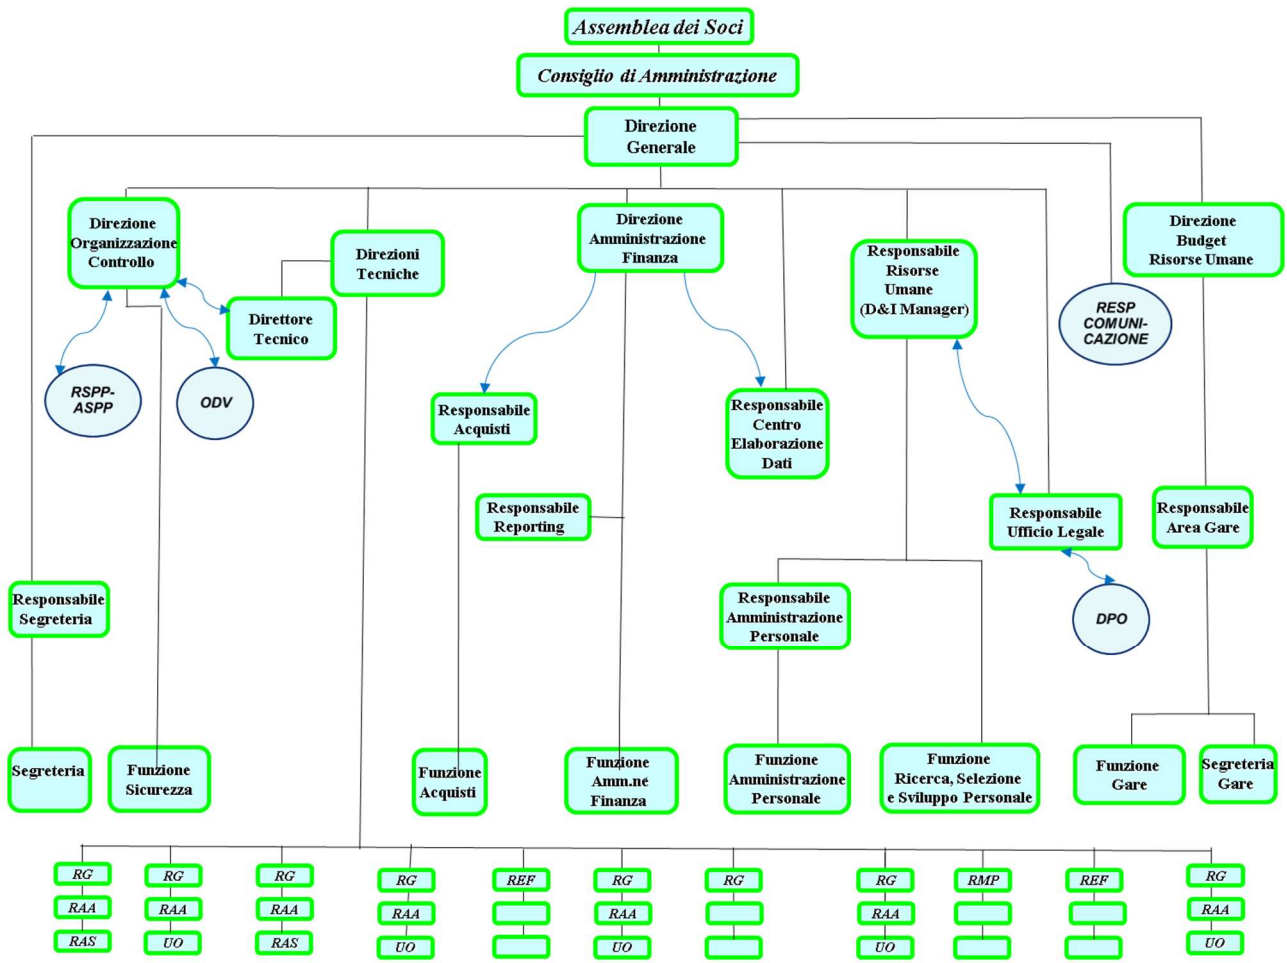 Assemblea dei Soci
Consiglio di Amministrazione
Direzione
Generale
Direzione
Organizzazione
Controllo
Direzioni
Tecniche
Direttore
Tecnico
Direzione
Amministrazione
Finanza
Responsabile
Risorse
Umane
(D&I Manager)
RESP
COMUNI-
CAZIONE
Direzione
Budget
Risorse Umane
RSPP-
ASPP
ODV
Responsabile
Acquisti
Responsabile
Centro
Elaborazione
Dati
Responsabile
Reporting
Responsabile
Ufficio Legale
Responsabile
Area Gare
Responsabile
Segreteria
Responsabile
Amministrazione
Personale
DPO
Segreteria
Funzione
Sicurezza
Funzione
Acquisti
Funzione
Amm.ne
Finanza
Funzione
Amministrazione
Personale
Funzione
Ricerca, Selezione
e Sviluppo Personale
Funzione
Gare
Segreteria
Gare
RG
RAA
RAS
RG
RAA
UO
RG
RAA
RAS
RG
RAA
UO
REF
RG
RAA
UO
RG
RG
RAA
UO
RMP
REF
RG
RAA
UO